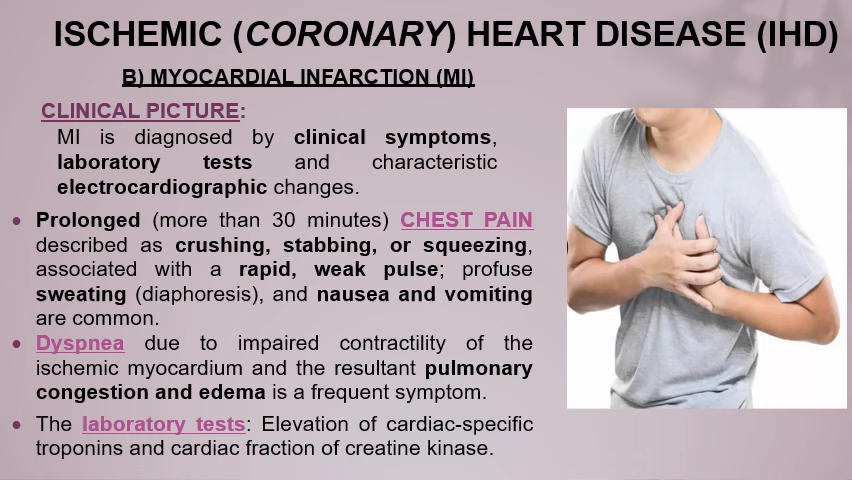 ISCHEMIC (CORONARY) HEART DISEASE (IHD)
B) MYOCARDIAL INFARCTION (MI)
CLINICAL PICTURE:
MI is diagnosed by clinical symptoms,
laboratory tests and characteristic
electrocardiographic changes.
• Prolonged (more than 30 minutes) CHEST PAIN
described as crushing, stabbing, or squeezing,
associated with a rapid, weak pulse; profuse
sweating (diaphoresis), and nausea and vomiting
are common.
• Dyspnea due to impaired contractility of the
ischemic myocardium and the resultant pulmonary
congestion and edema is a frequent symptom.
• The laboratory tests: Elevation of cardiac-specific
troponins and cardiac fraction of creatine kinase.